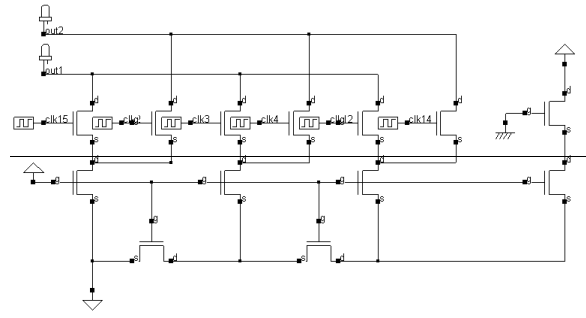 out2
out1
d d d d d d d
clk15 clk3 clk4 clk14
s s s s s s s
d d d d
g g g g
s s s s
g g
s d s d